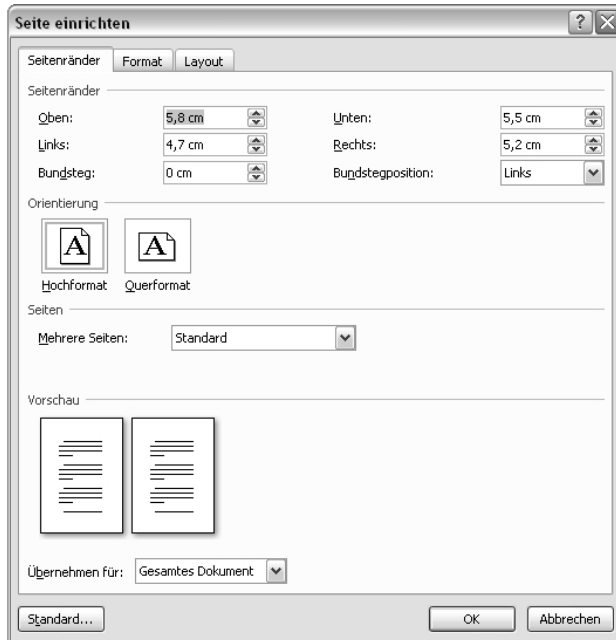 Seite einrichten
Seitenränder Format Layout
Seitenränder
Oben: 5,8 cm Unten: 5,5 cm
Links: 4,7 cm Rechts: 5,2 cm
Bundsteg: 0 cm Bundstegposition: Links
Orientierung
A A
Hochformat Querformat
Seiten
Mehrere Seiten: Standard
Vorschau
Übernehmen für: Gesamtes Dokument
Standard... OK Abbrechen